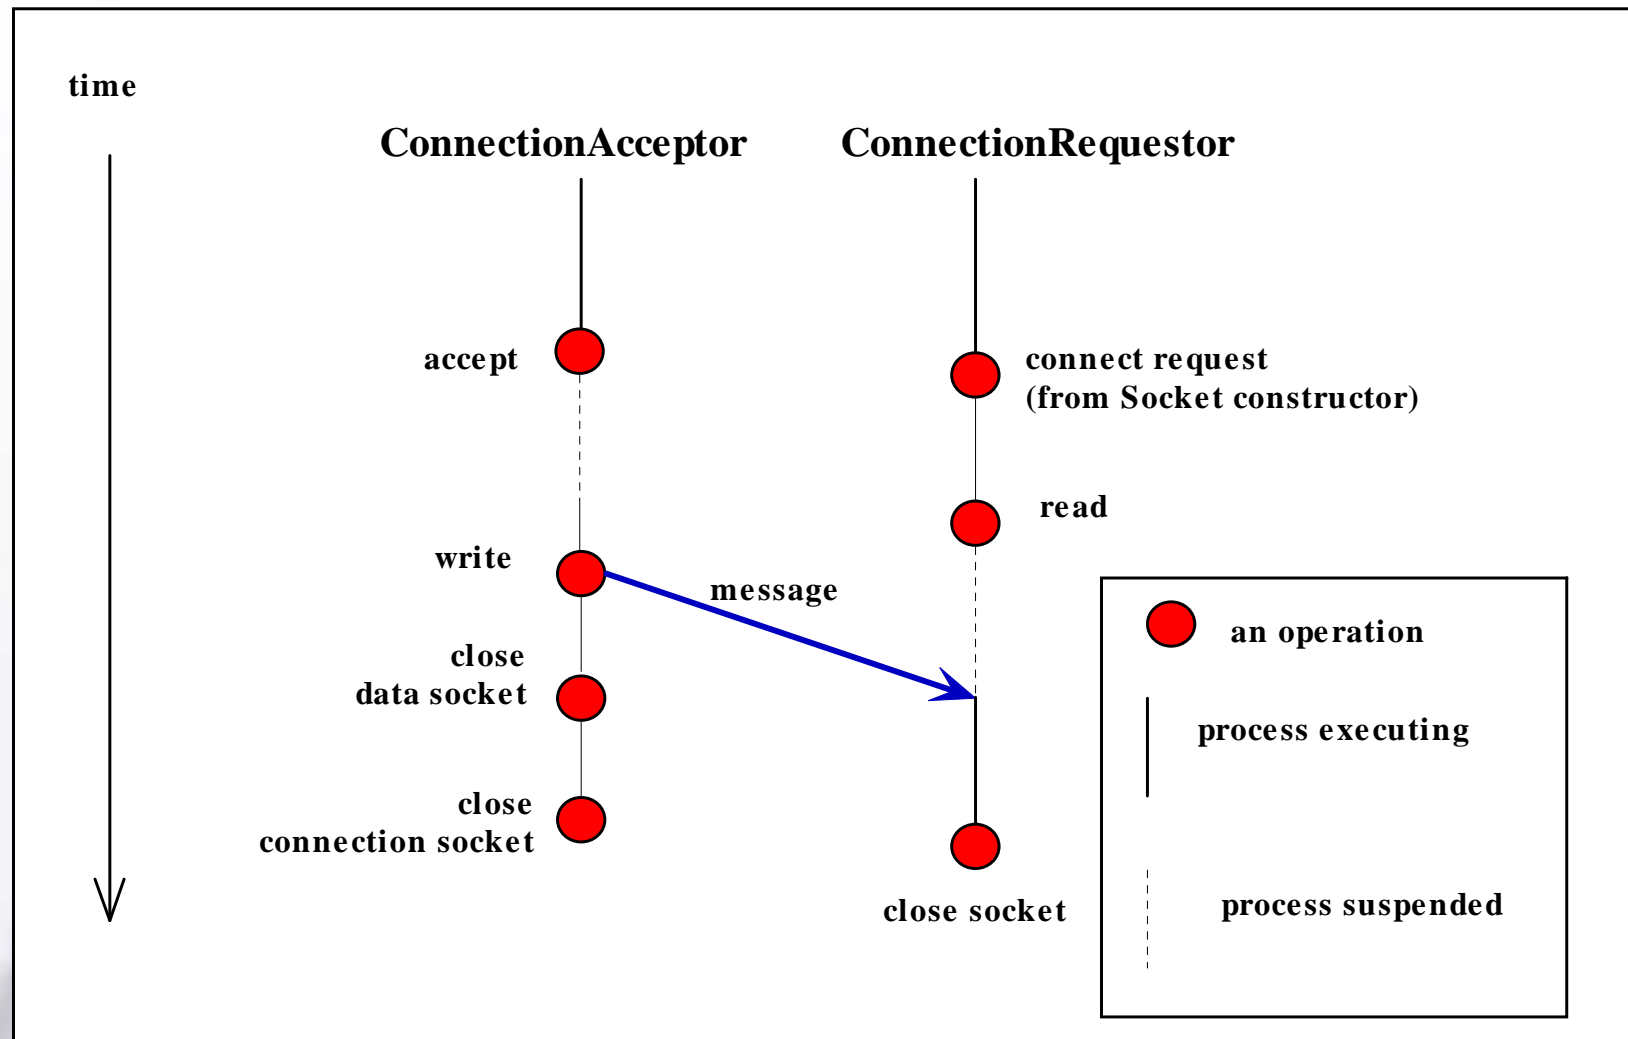 time
ConnectionAcceptor
ConnectionRequestor
accept
connect request
(from Socket constructor)
read
write
message
close
data socket
close
connection socket
close socket
an operation
process executing
process suspended